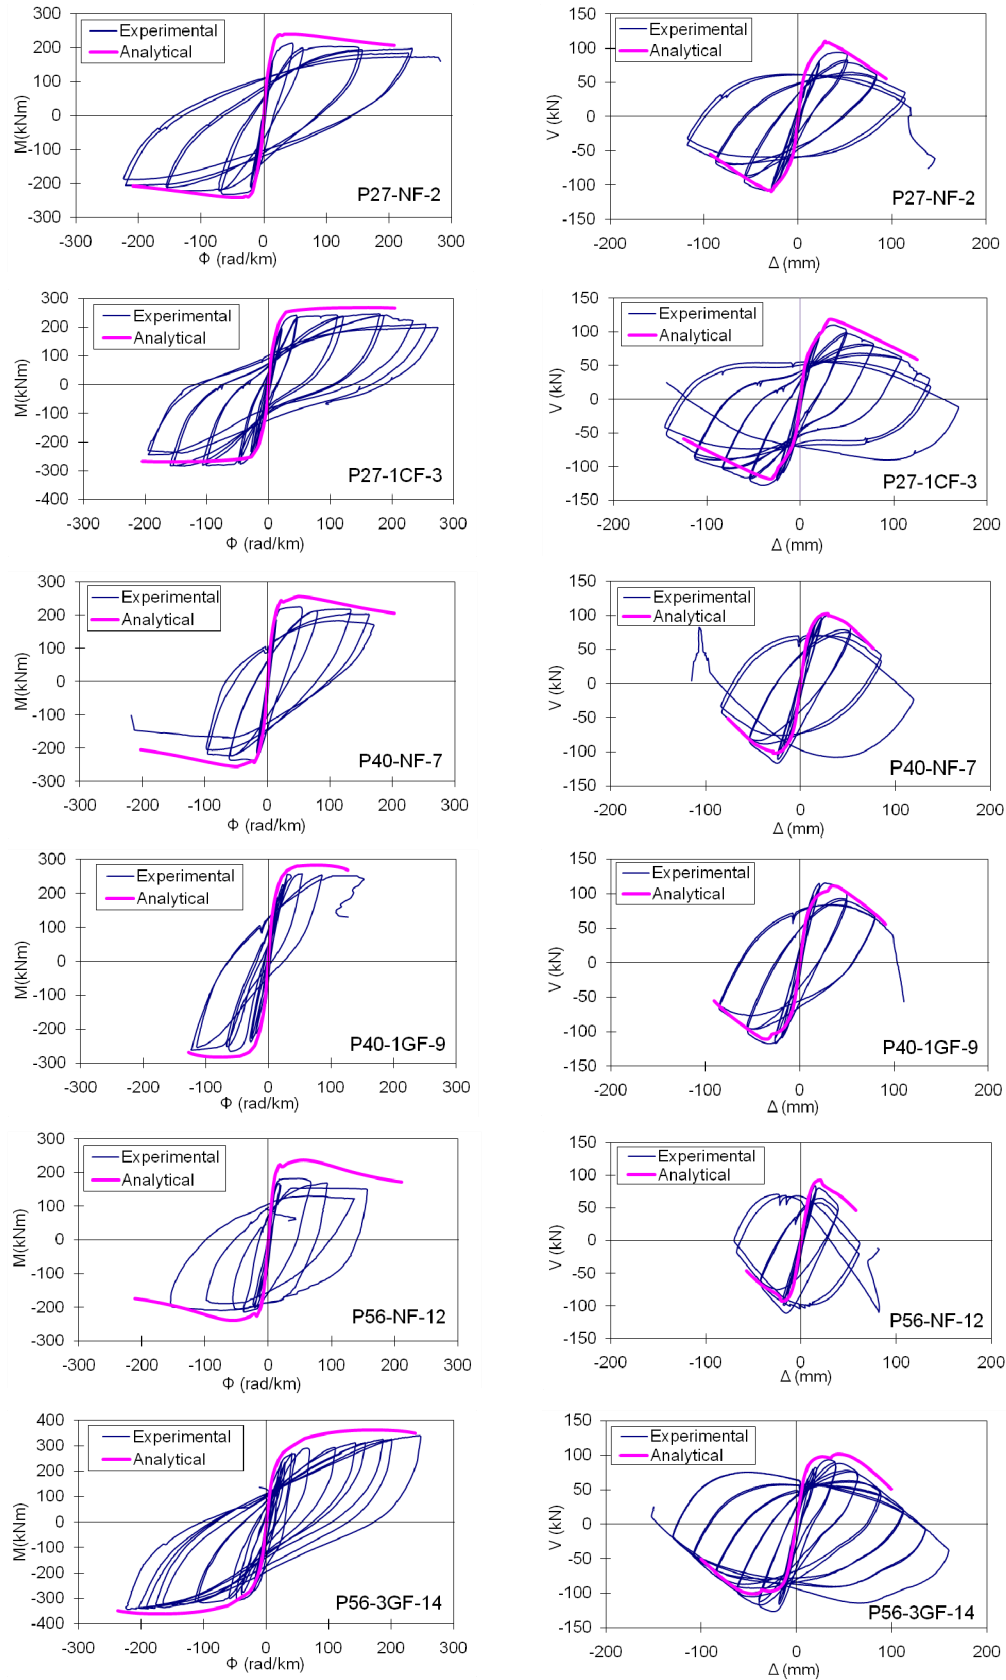 300
200
100
0
-100
-200
-300
M(kNm)
Experimental
Analytical
P27-NF-2
-300 -200 -100 0 100 200 300
Φ (rad/km)
150
100
50
0
-50
-100
-150
V (kN)
Experimental
Analytical
P27-NF-2
-200 -100 0 100 200
Δ (mm)
300
200
100
0
-100
-200
-300
-400
M(kNm)
Experimental
Analytical
P27-1CF-3
-300 -200 -100 0 100 200 300
Φ (rad/km)
150
100
50
0
-50
-100
-150
V (kN)
Experimental
Analytical
P27-1CF-3
-200 -100 0 100 200
Δ (mm)
300
200
100
0
-100
-200
-300
M(kNm)
Experimental
Analytical
P40-NF-7
-300 -200 -100 0 100 200 300
Φ (rad/km)
150
100
50
0
-50
-100
-150
V (kN)
Experimental
Analytical
P40-NF-7
-200 -100 0 100 200
Δ (mm)
300
200
100
0
-100
-200
-300
M(kNm)
Experimental
Analytical
P40-1GF-9
-300 -200 -100 0 100 200 300
Φ (rad/km)
150
100
50
0
-50
-100
-150
V (kN)
Experimental
Analytical
P40-1GF-9
-200 -100 0 100 200
Δ (mm)
300
200
100
0
-100
-200
-300
M(kNm)
Experimental
Analytical
P56-NF-12
-300 -200 -100 0 100 200 300
Φ (rad/km)
150
100
50
0
-50
-100
-150
V (kN)
Experimental
Analytical
P56-NF-12
-200 -100 0 100 200
Δ (mm)
400
300
200
100
0
-100
-200
-300
-400
M(kNm)
Experimental
Analytical
P56-3GF-14
-300 -200 -100 0 100 200 300
Φ (rad/km)
150
100
50
0
-50
-100
-150
V (kN)
Experimental
Analytical
P56-3GF-14
-200 -100 0 100 200
Δ (mm)